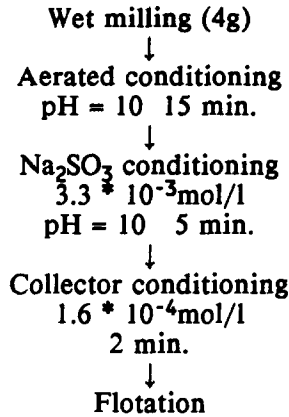 Wet milling (4g)
↓
Aerated conditioning
pH = 10 15 min.
↓
Na₂SO₃ conditioning
3.3 * 10⁻³mol/l
pH = 10 5 min.
↓
Collector conditioning
1.6 * 10⁻⁴mol/l
2 min.
↓
Flotation